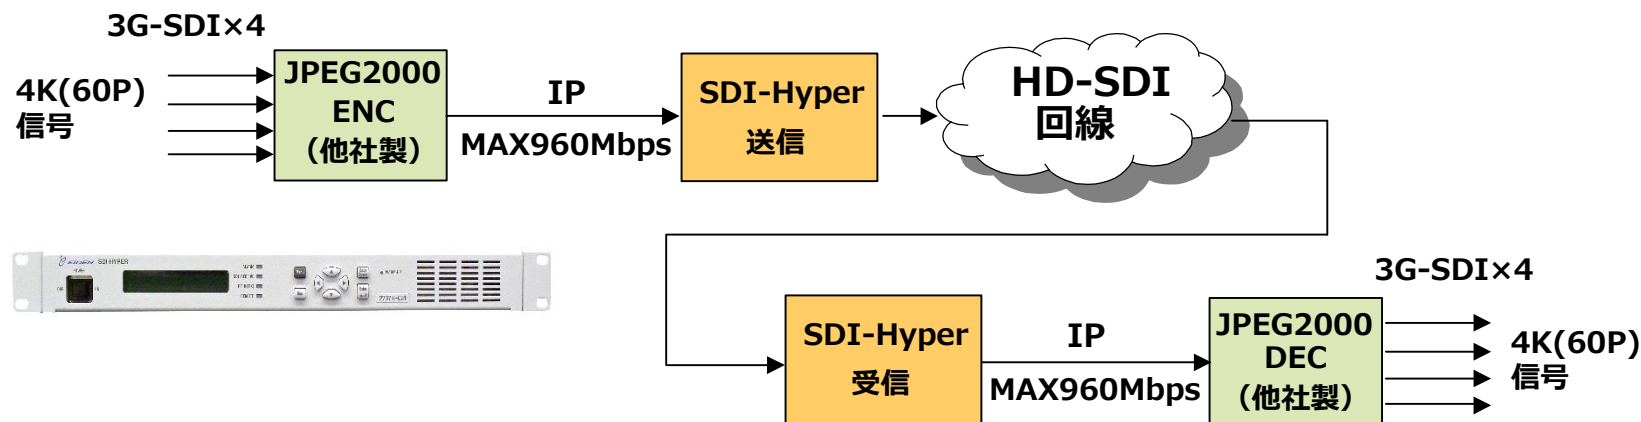 3G-SDI×4
4K(60P)
信号
JPEG2000
ENC
（他社製）
IP
MAX960Mbps
SDI-Hyper
送信
HD-SDI
回線
SDI-HYPER
3G-SDI×4
SDI-Hyper
受信
IP
MAX960Mbps
JPEG2000
DEC
（他社製）
4K(60P)
信号